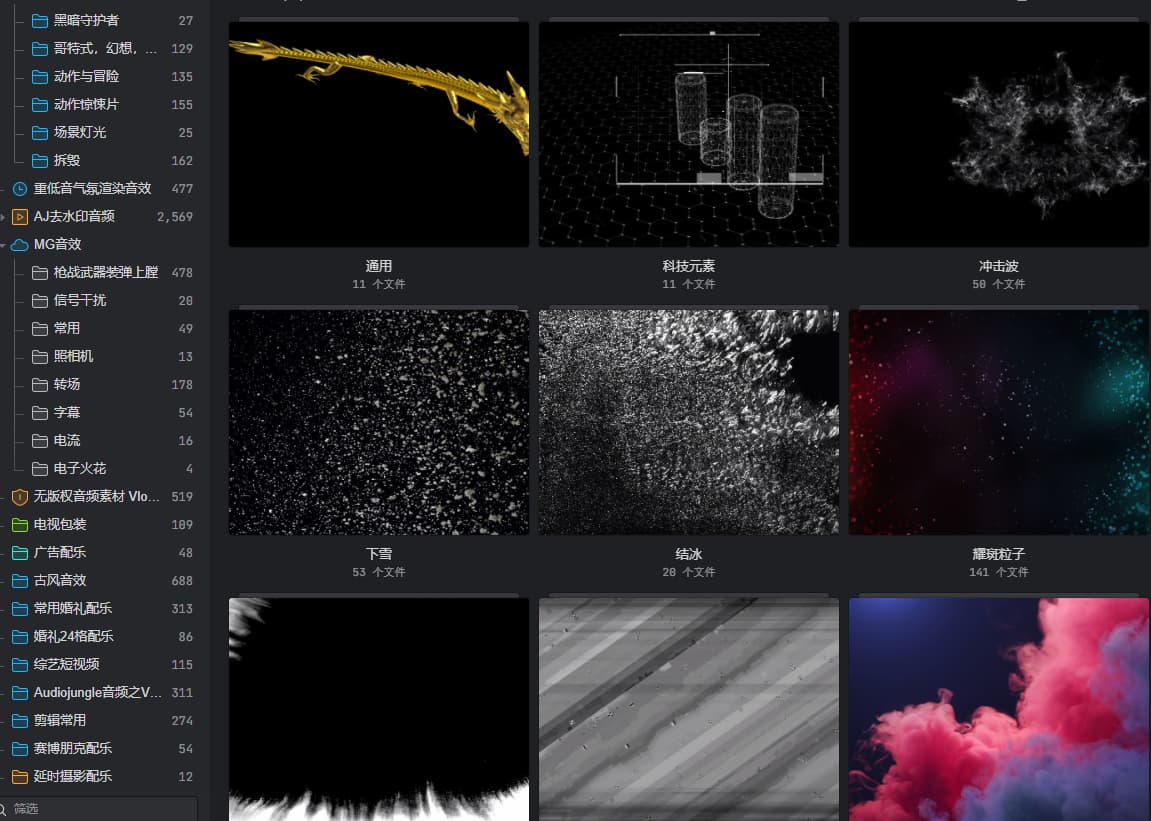 黑暗守护者 27
哥特式，幻想，... 129
动作与冒险 135
动作惊悚片 155
场景灯光 25
拆毁 162
重低音气氛渲染音效 477
AJ去水印音频 2,569
MG音效
枪战武器装弹上膛 478
信号干扰 20
常用 49
照相机 13
转场 178
字幕 54
电流 16
电子火花 4
无版权音频素材 Vlo... 519
电视包装 109
广告配乐 48
古风音效 688
常用婚礼配乐 313
婚礼24格配乐 86
综艺短视频 115
Audiojungle音频之V... 311
剪辑常用 274
赛博朋克配乐 54
延时摄影配乐 12
筛选
通用
11 个文件
科技元素
11 个文件
冲击波
50 个文件
下雪
53 个文件
结冰
20 个文件
耀斑粒子
141 个文件